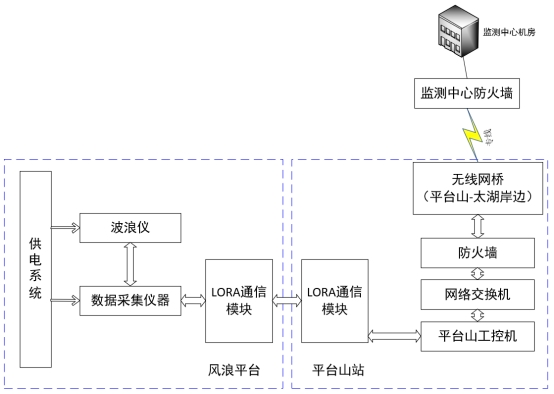 监测中心机房
监测中心防火墙
专线
无线网桥
（平台山-太湖岸边）
供电系统
波浪仪
防火墙
LORA通信
模块
LORA通信
模块
数据采集仪器
网络交换机
平台山工控机
风浪平台
平台山站